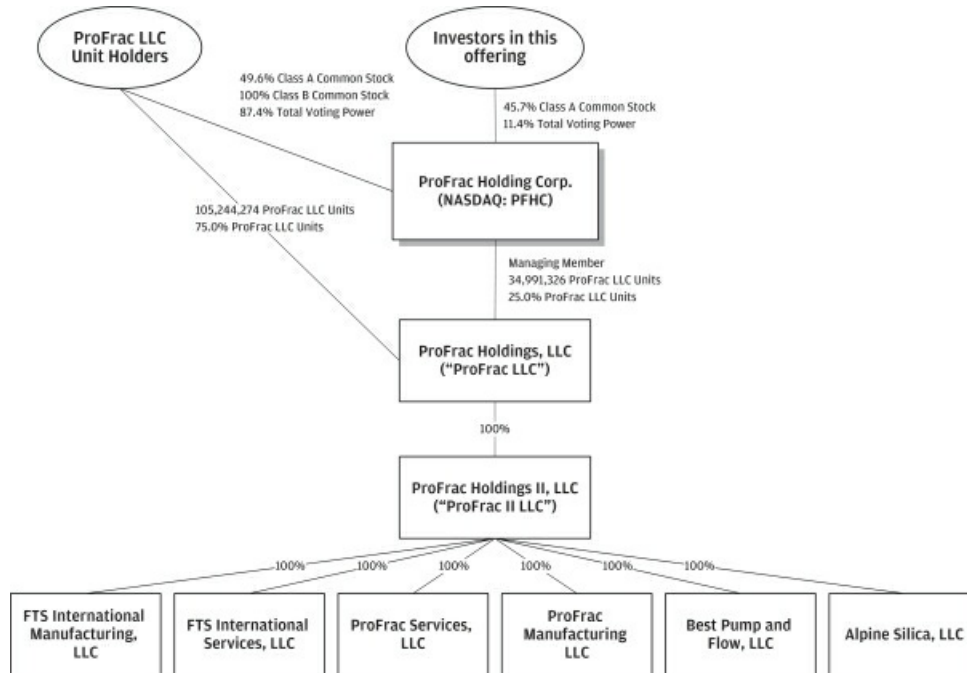 ProFrac LLC
Unit Holders
Investors in this
offering
49.6% Class A Common Stock
100% Class B Common Stock
87.4% Total Voting Power
45.7% Class A Common Stock
11.4% Total Voting Power
ProFrac Holding Corp.
(NASDAQ: PFHC)
105,244,274 ProFrac LLC Units
75.0% ProFrac LLC Units
Managing Member
34,991,326 ProFrac LLC Units
25.0% ProFrac LLC Units
ProFrac Holdings, LLC
(“ProFrac LLC”)
100%
ProFrac Holdings II, LLC
(“ProFrac II LLC”)
100%
100%
100%
100%
100%
100%
FTS International
Manufacturing,
LLC
FTS International
Services, LLC
ProFrac Services,
LLC
ProFrac
Manufacturing
LLC
Best Pump and
Flow, LLC
Alpine Silica, LLC